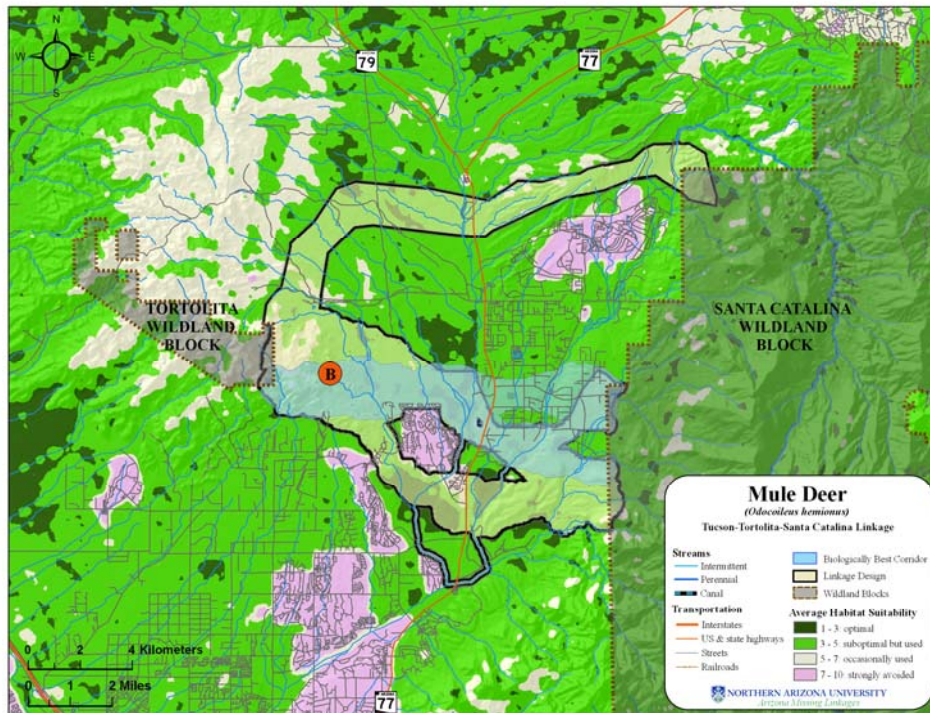 N
W
E
S
79
77
TORTOLITA
WILDLAND
BLOCK
SANTA CATALINA
WILDLAND
BLOCK
B
Mule Deer
(Odocoileus hemionus)
Tucson-Tortolita-Santa Catalina Linkage
Streams
Intermittent
Perennial
Canal
Transportation
Interstates
US & state highways
Streets
Railroads
Biologically Best Corridor
Linkage Design
Wildland Blocks
Average Habitat Suitability
1 - 3: optimal
3 - 5: suboptimal but used
5 - 7: occasionally used
7 - 10: strongly avoided
NORTHERN ARIZONA UNIVERSITY
Arizona Missing Linkages
0 2 4 Kilometers
0 1 2 Miles
77